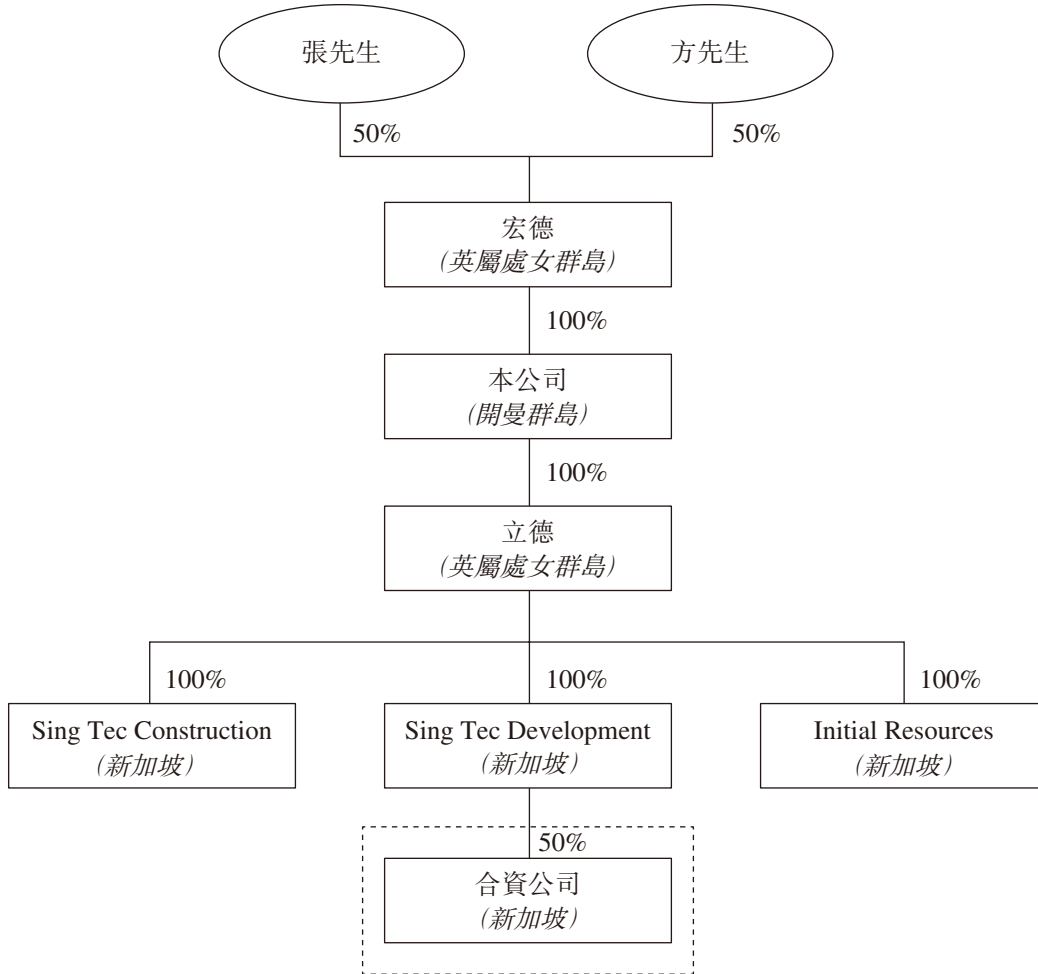 張先生
方先生
50%
50%
宏德
(英屬處女群島)
100%
本公司
(開曼群島)
100%
立德
(英屬處女群島)
100%
100%
100%
Sing Tec Construction
(新加坡)
Sing Tec Development
(新加坡)
Initial Resources
(新加坡)
50%
合資公司
(新加坡)